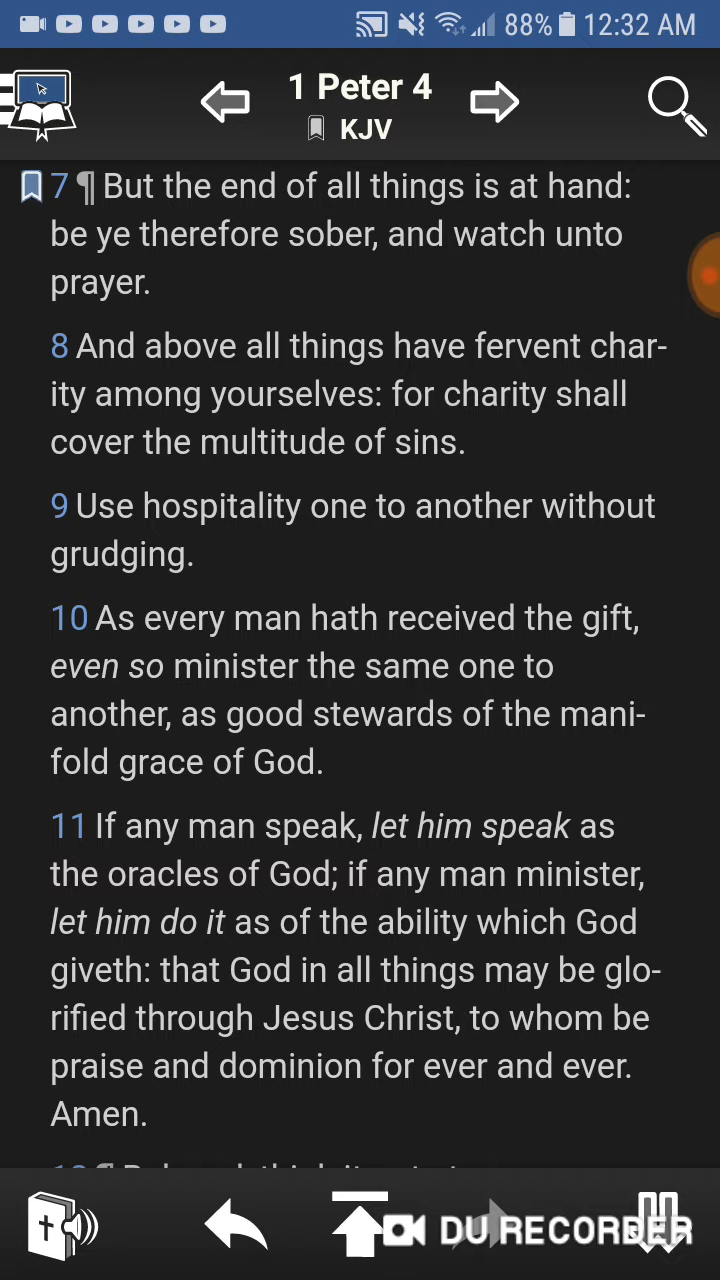 88% 12:32 AM
1 Peter 4
KJV
7 ¶ But the end of all things is at hand:
be ye therefore sober, and watch unto
prayer.
8 And above all things have fervent char-
ity among yourselves: for charity shall
cover the multitude of sins.
9 Use hospitality one to another without
grudging.
10 As every man hath received the gift,
even so minister the same one to
another, as good stewards of the mani-
fold grace of God.
11 If any man speak, let him speak as
the oracles of God; if any man minister,
let him do it as of the ability which God
giveth: that God in all things may be glo-
rified through Jesus Christ, to whom be
praise and dominion for ever and ever.
Amen.
DU RECORDER